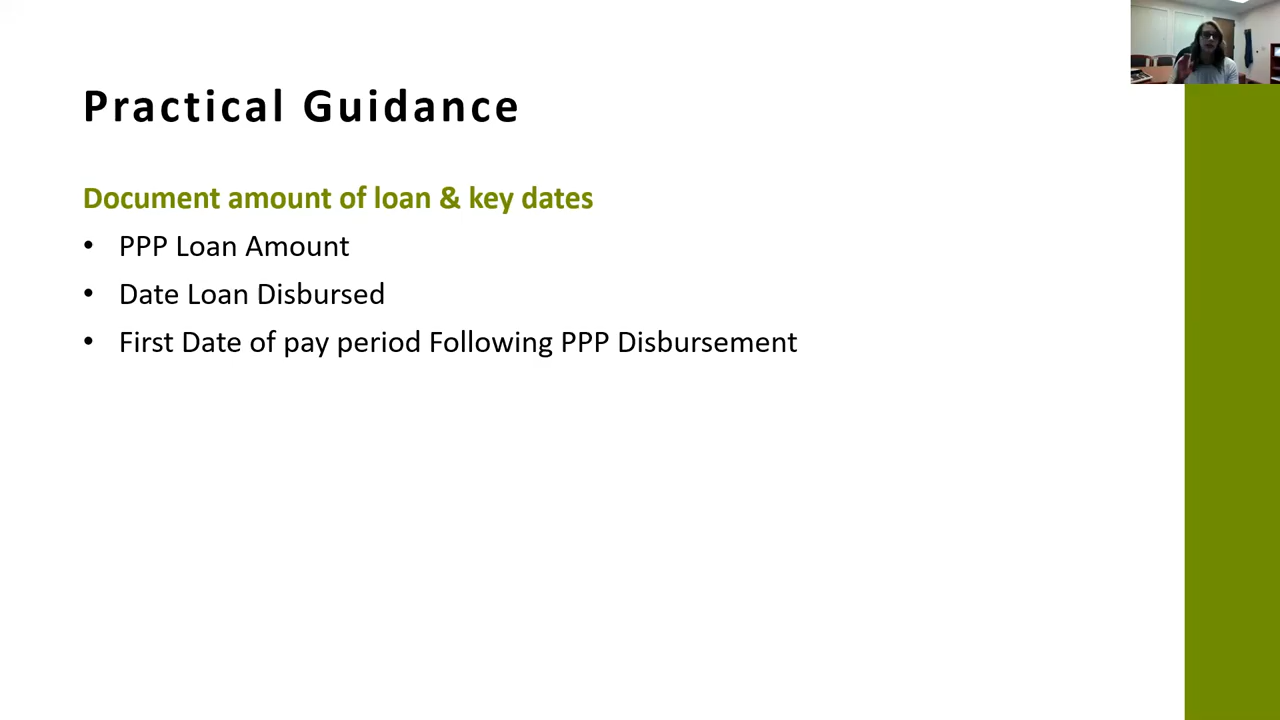 Practical Guidance
Document amount of loan & key dates
• PPP Loan Amount
• Date Loan Disbursed
• First Date of pay period Following PPP Disbursement